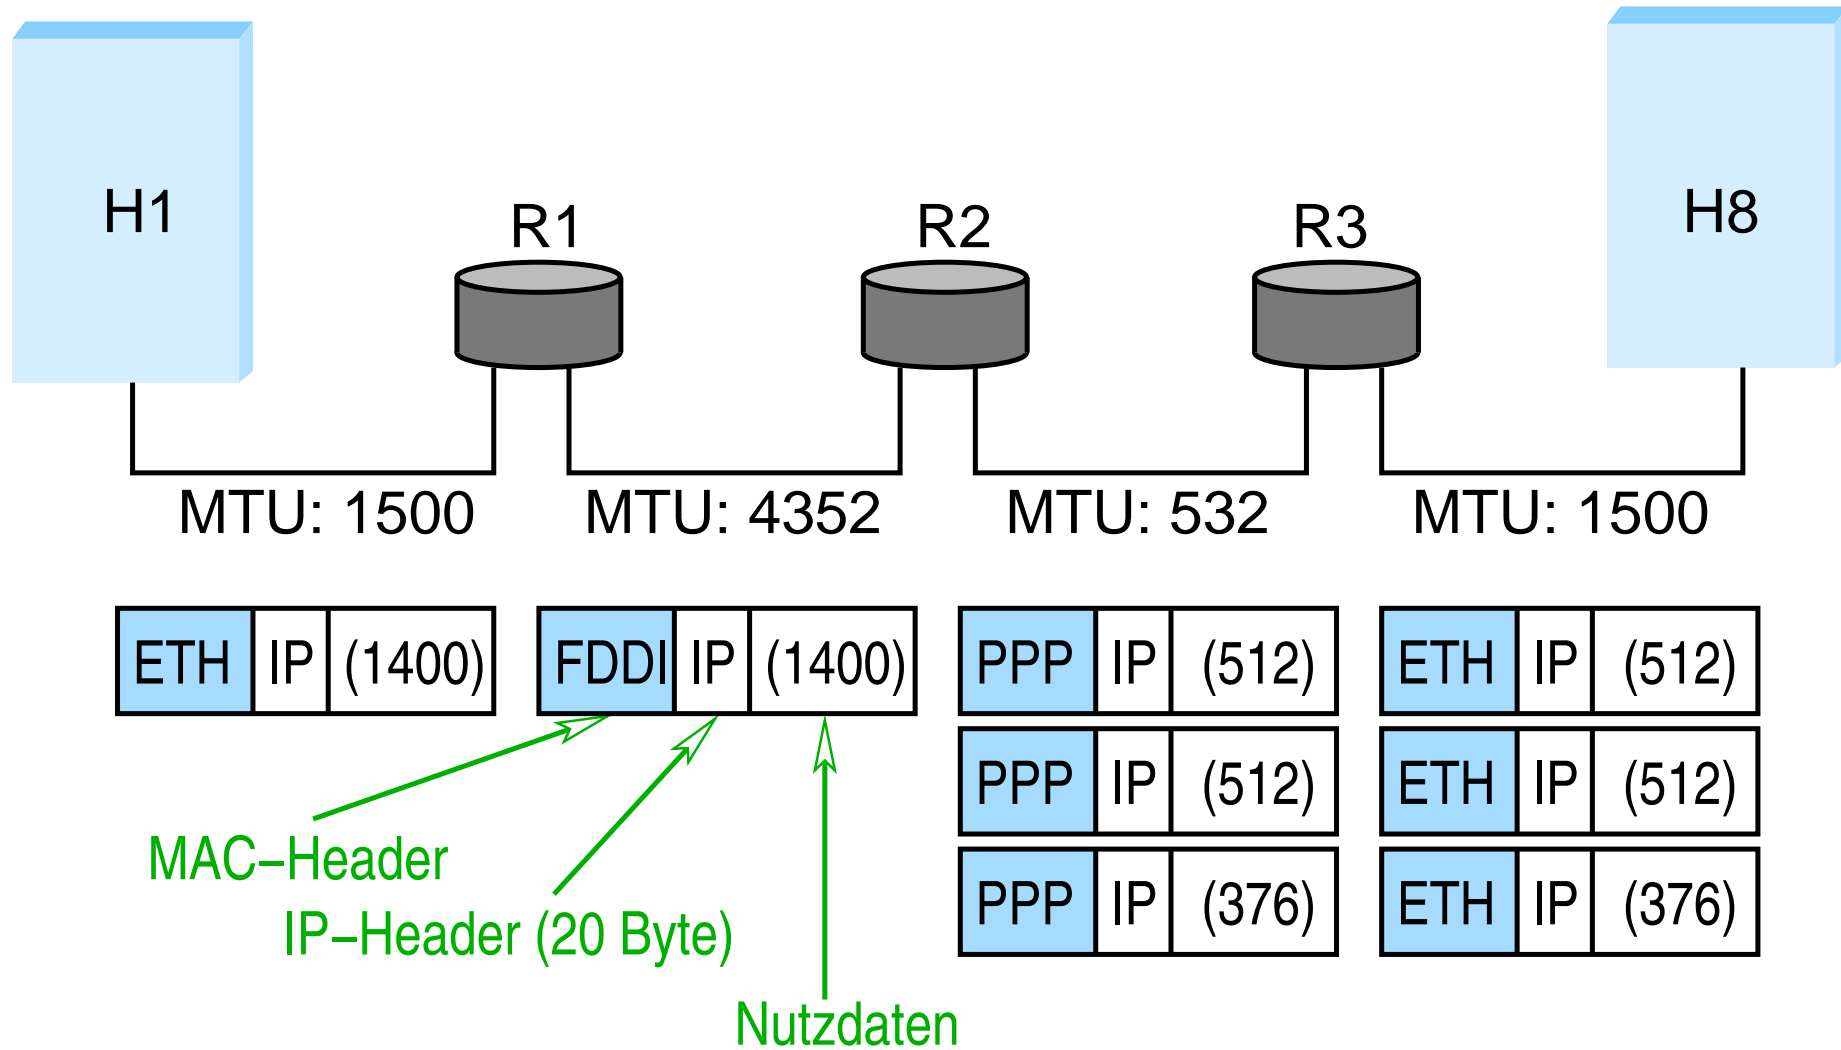 H1
R1
R2
R3
H8
MTU: 1500
MTU: 4352
MTU: 532
MTU: 1500
ETH IP (1400)
FDDI IP (1400)
PPP IP (512)
ETH IP (512)
PPP IP (512)
ETH IP (512)
PPP IP (376)
ETH IP (376)
MAC–Header
IP–Header (20 Byte)
Nutzdaten